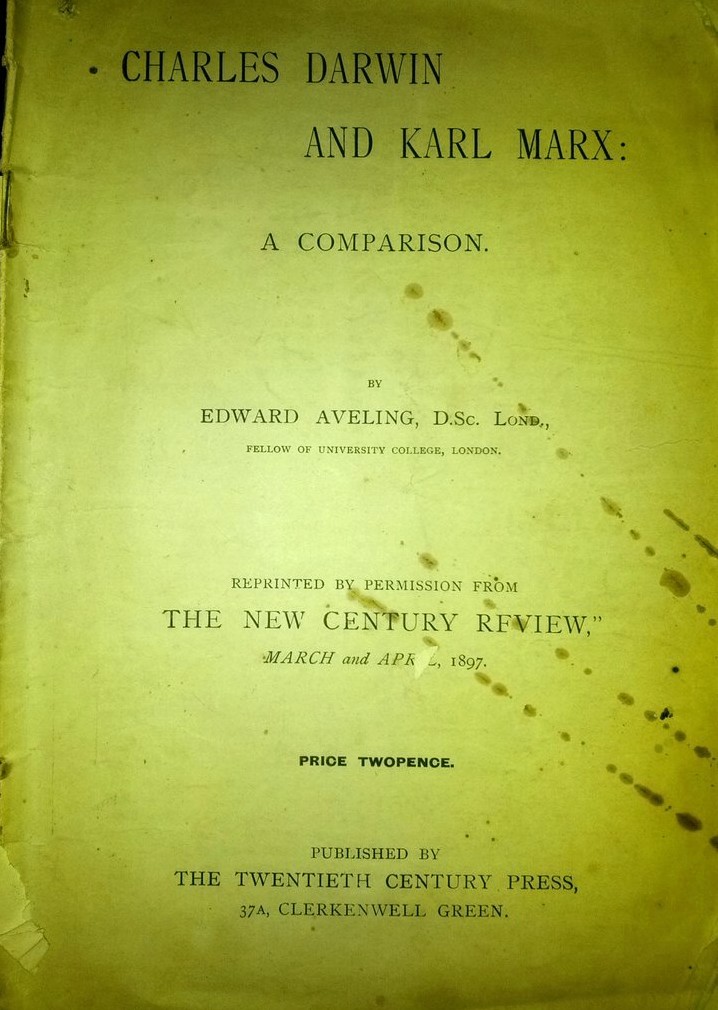 CHARLES DARWIN
AND KARL MARX:
A COMPARISON.
BY
EDWARD AVELING, D.Sc. LOND.,
FELLOW OF UNIVERSITY COLLEGE, LONDON.
REPRINTED BY PERMISSION FROM
THE NEW CENTURY REVIEW,”
MARCH and APRIL, 1897.
PRICE TWOPENCE.
PUBLISHED BY
THE TWENTIETH CENTURY PRESS,
37A, CLERKENWELL GREEN.